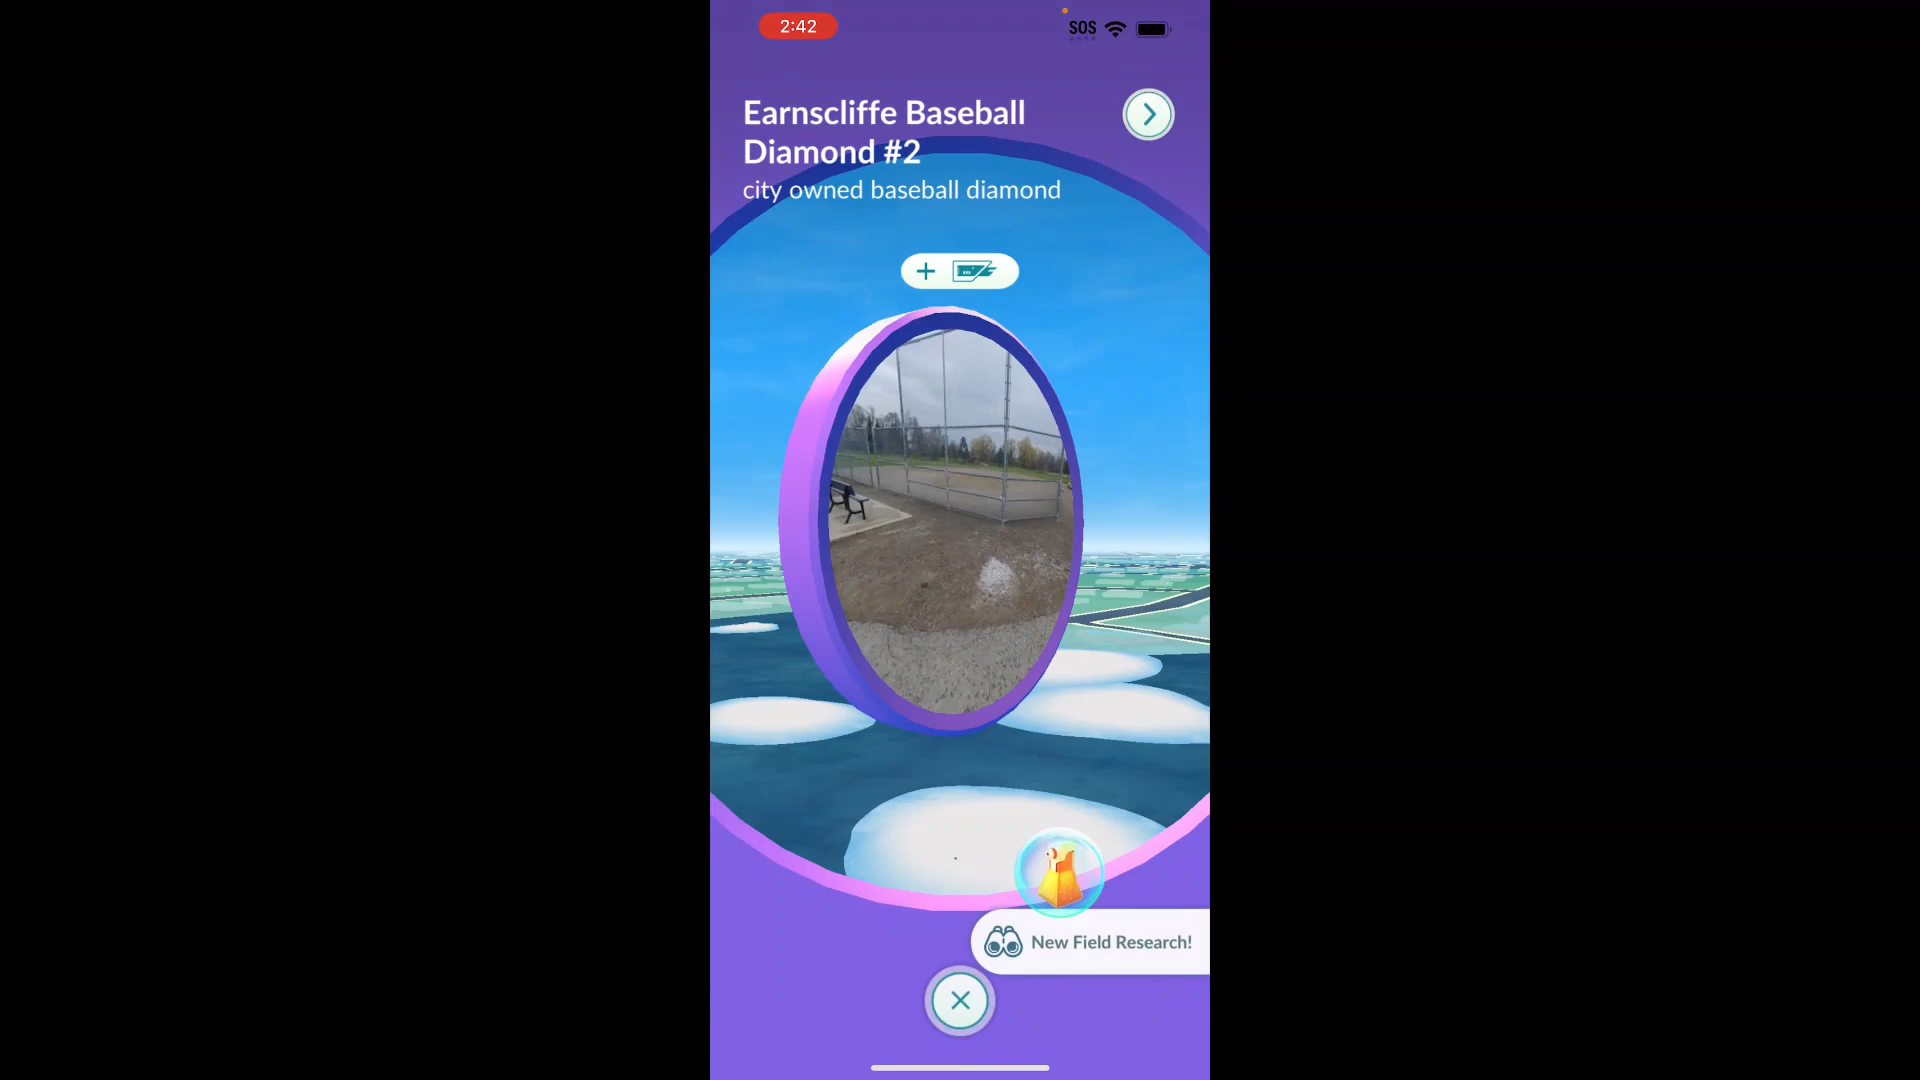 2:42
SOS
Earnscliffe Baseball
Diamond #2
city owned baseball diamond
New Field Research!